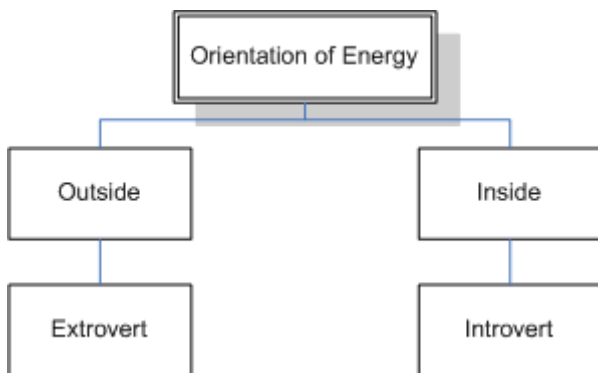 Orientation of Energy
Outside
Inside
Extrovert
Introvert